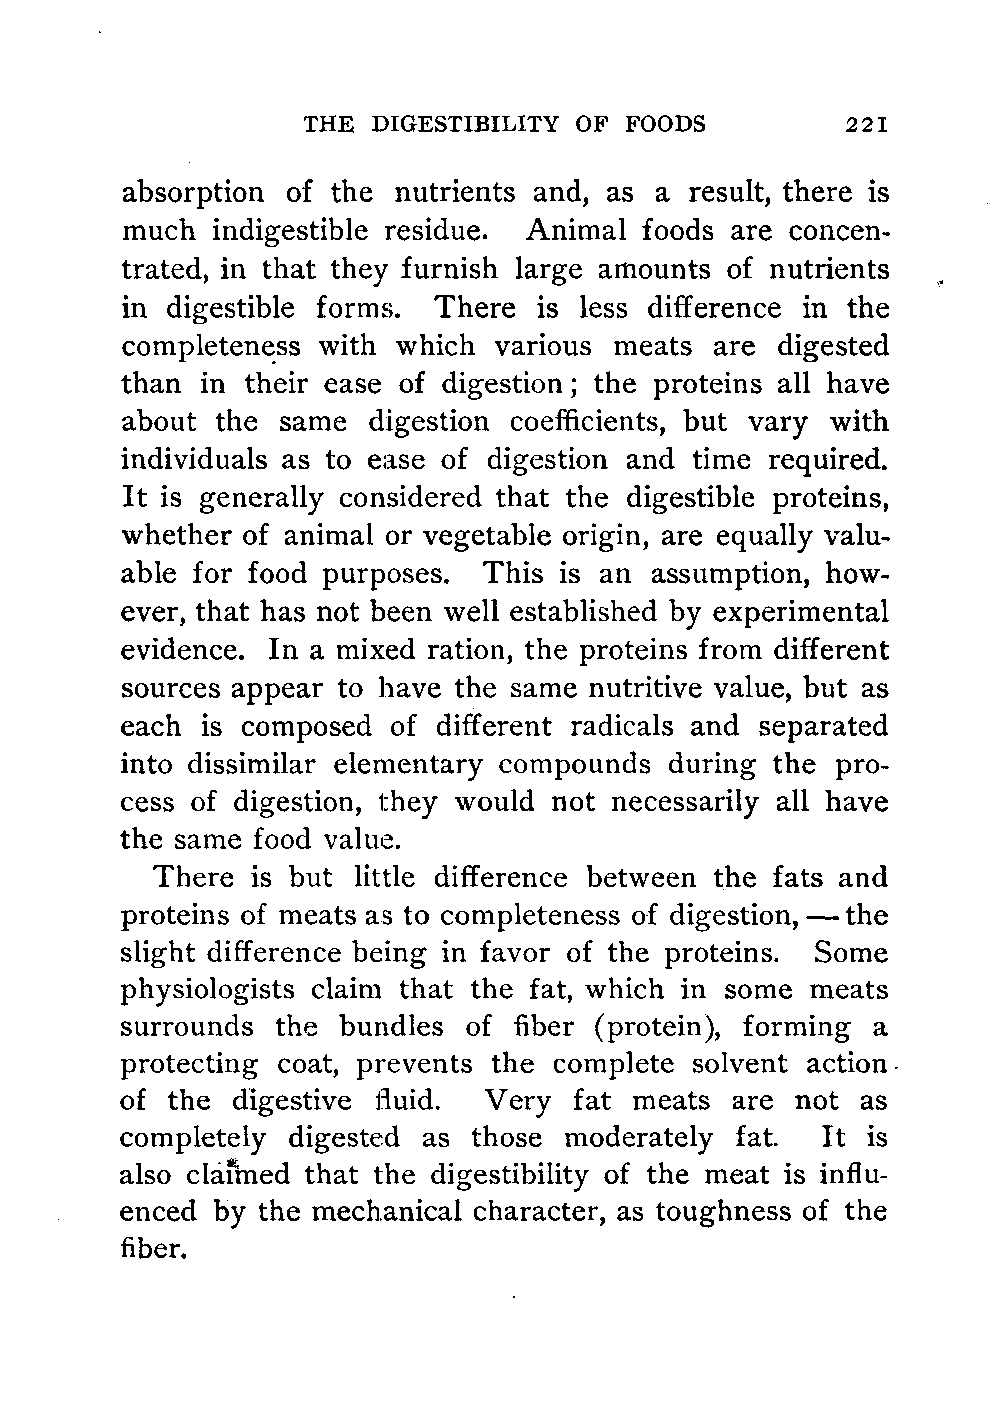 THE DIGESTIBILITY OF FOODS 221
absorption of the nutrients and, as a result, there is
much indigestible residue. Animal foods are concen-
trated, in that they furnish large amounts of nutrients
in digestible forms. There is less difference in the
completeness with which various meats are digested
than in their ease of digestion; the proteins all have
about the same digestion coefficients, but vary with
individuals as to ease of digestion and time required.
It is generally considered that the digestible proteins,
whether of animal or vegetable origin, are equally valu-
able for food purposes. This is an assumption, how-
ever, that has not been well established by experimental
evidence. In a mixed ration, the proteins from different
sources appear to have the same nutritive value, but as
each is composed of different radicals and separated
into dissimilar elementary compounds during the pro-
cess of digestion, they would not necessarily all have
the same food value.
There is but little difference between the fats and
proteins of meats as to completeness of digestion, — the
slight difference being in favor of the proteins. Some
physiologists claim that the fat, which in some meats
surrounds the bundles of fiber (protein), forming a
protecting coat, prevents the complete solvent action
of the digestive fluid. Very fat meats are not as
completely digested as those moderately fat. It is
also claimed that the digestibility of the meat is influ-
enced by the mechanical character, as toughness of the
fiber.